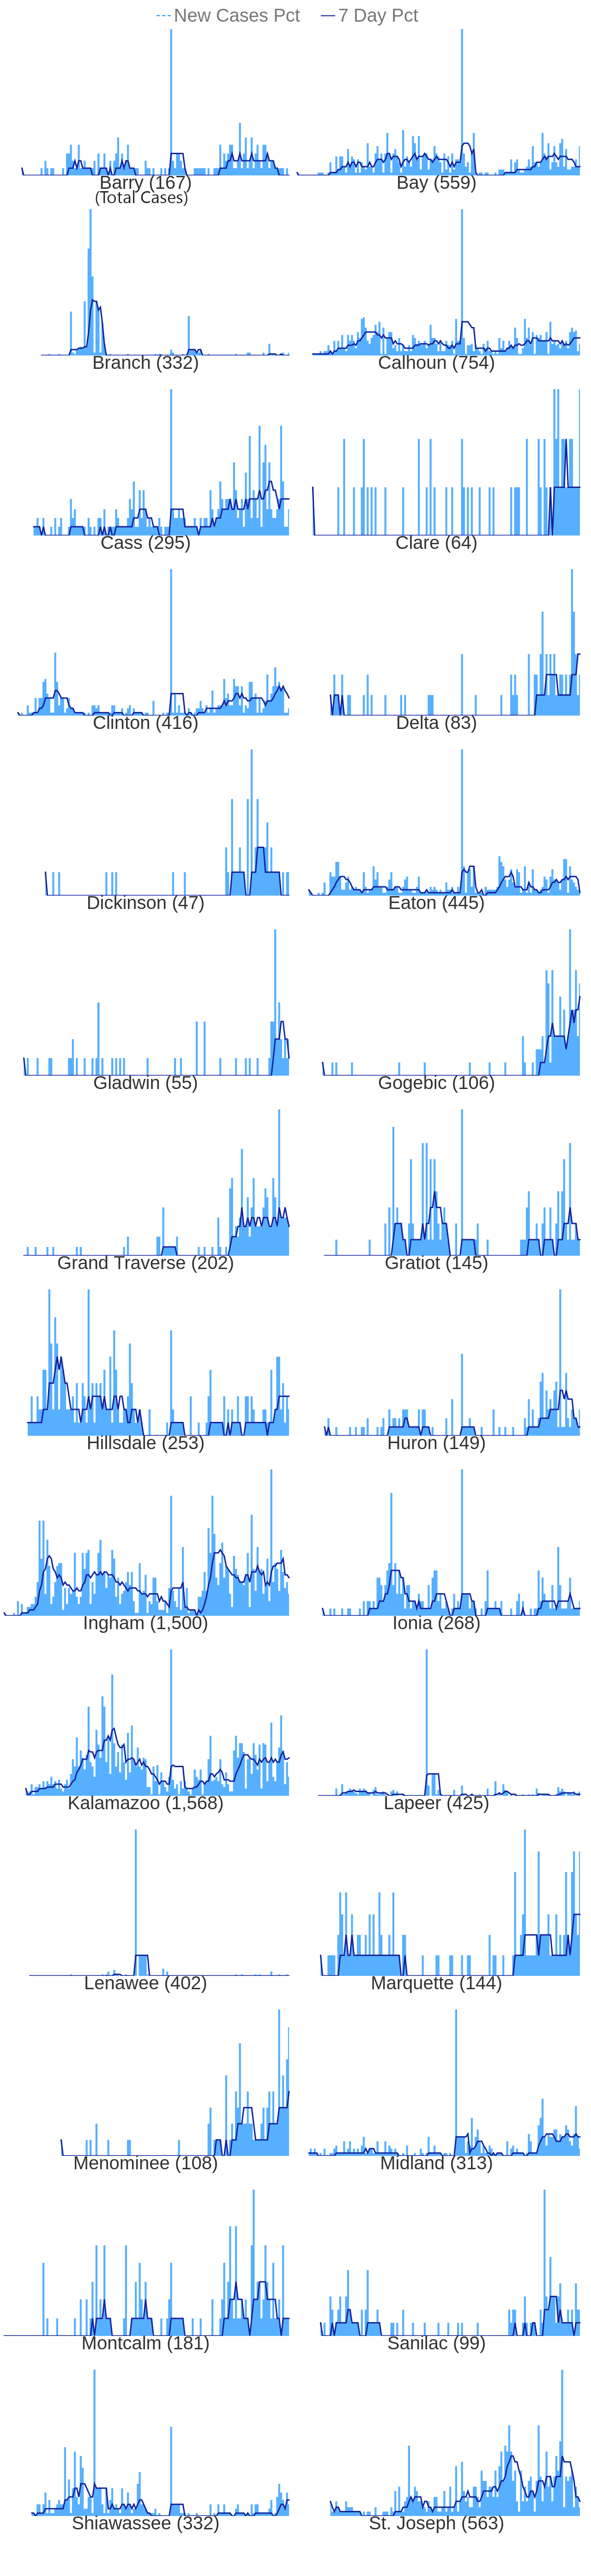 New Cases Pct 7 Day Pct
Barry (167) Bay (559)
(Total Cases)
Branch (332) Calhoun (754)
Cass (295) Clare (64)
Clinton (416) Delta (83)
Dickinson (47) Eaton (445)
Gladwin (55) Gogebic (106)
Grand Traverse (202) Gratiot (145)
Hillsdale (253) Huron (149)
Ingham (1,500) Ionia (268)
Kalamazoo (1,568) Lapeer (425)
Lenawee (402) Marquette (144)
Menominee (108) Midland (313)
Montcalm (181) Sanilac (99)
Shiawassee (332) St. Joseph (563)